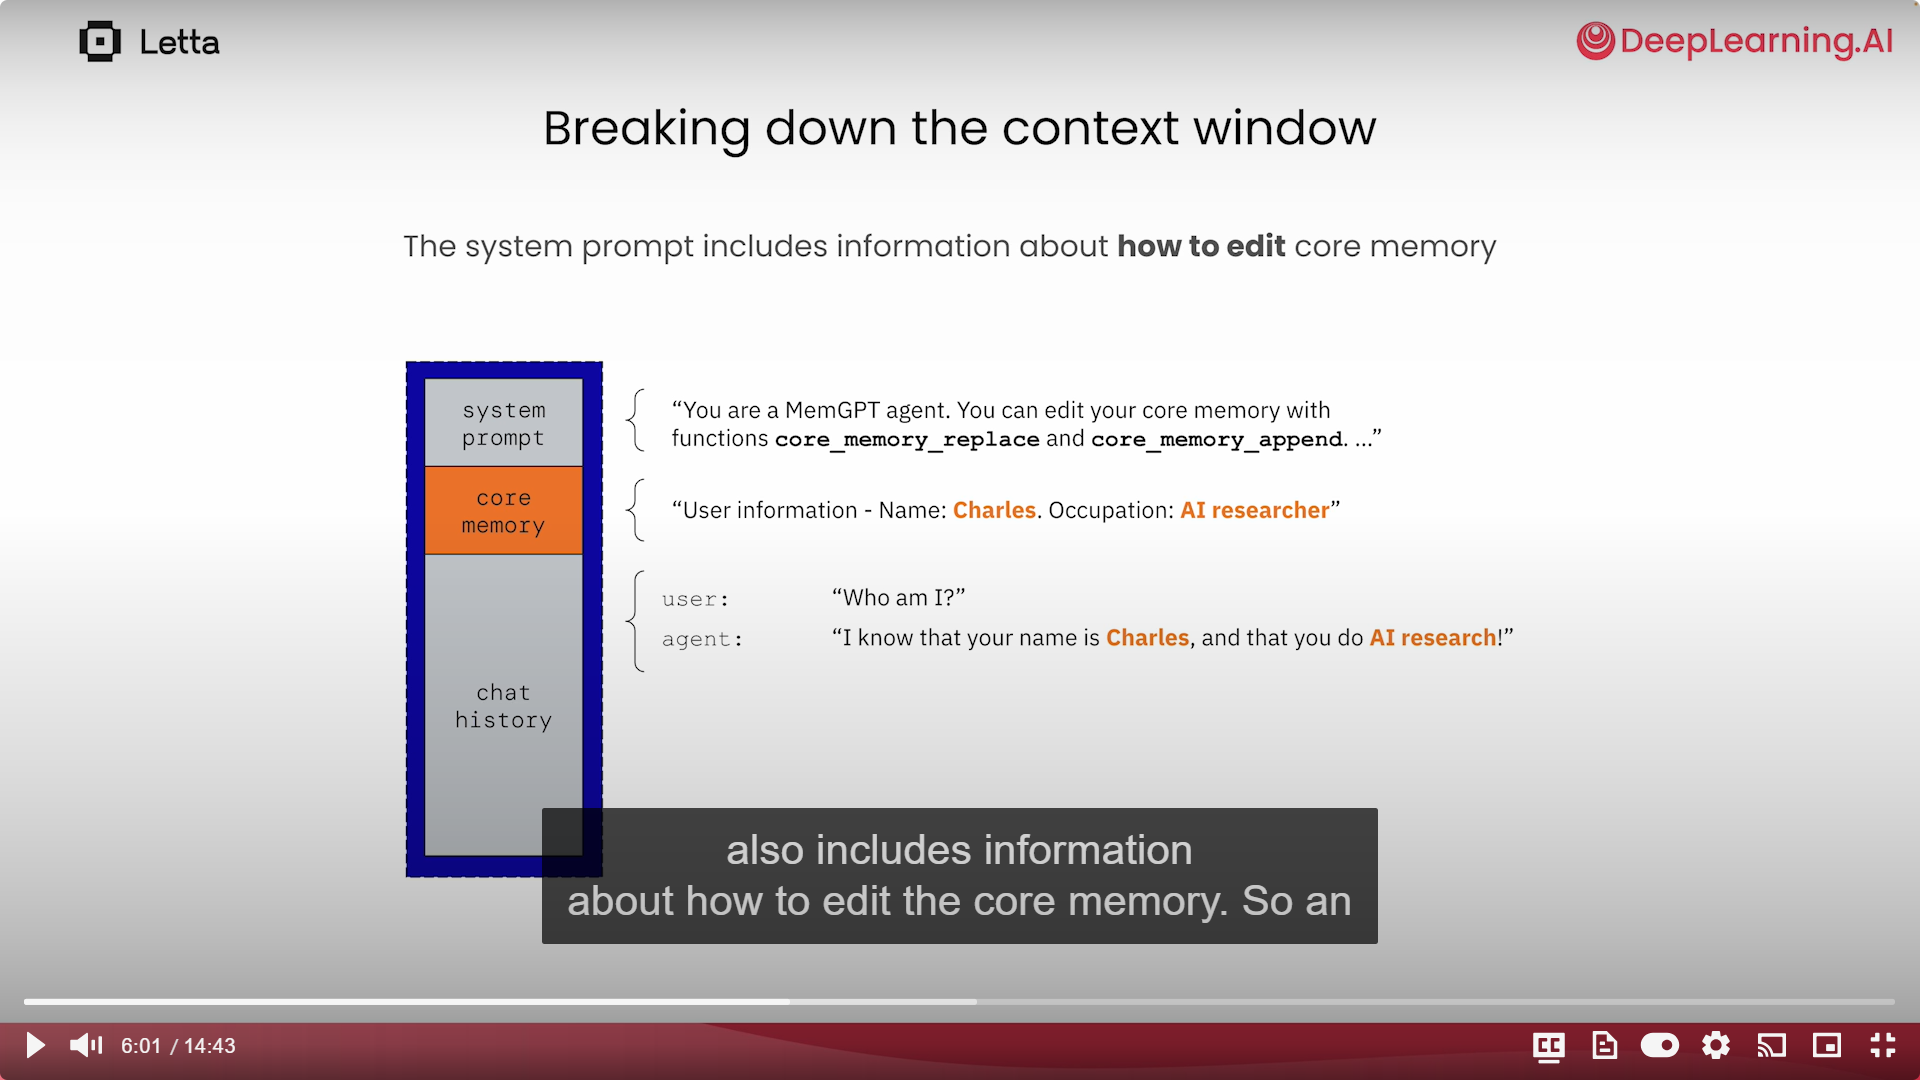 Letta
DeepLearning.AI
Breaking down the context window
The system prompt includes information about how to edit core memory
system
prompt
“You are a MemGPT agent. You can edit your core memory with
functions core_memory_replace and core_memory_append. ...”
core
memory
“User information - Name: Charles. Occupation: AI researcher”
chat
history
user: “Who am I?”
agent: “I know that your name is Charles, and that you do AI research!”
also includes information
about how to edit the core memory. So an
6:01 / 14:43
CC